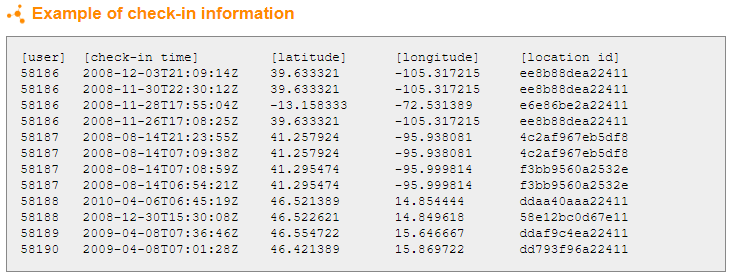 Example of check-in information
[user] [check-in time] [latitude] [longitude] [location id]
58186 2008-12-03T21:09:14Z 39.633321 -105.317215 ee8b88dea22411
58186 2008-11-30T22:30:12Z 39.633321 -105.317215 ee8b88dea22411
58186 2008-11-28T17:55:04Z -13.158333 -72.531389 e6e86be2a22411
58186 2008-11-26T17:08:25Z 39.633321 -105.317215 ee8b88dea22411
58187 2008-08-14T21:23:55Z 41.257924 -95.938081 4c2af967eb5df8
58187 2008-08-14T07:09:38Z 41.257924 -95.938081 4c2af967eb5df8
58187 2008-08-14T07:08:59Z 41.295474 -95.999814 f3bb9560a2532e
58187 2008-08-14T06:54:21Z 41.295474 -95.999814 f3bb9560a2532e
58188 2010-04-06T06:45:19Z 46.521389 14.854444 ddaa40aaa22411
58188 2008-12-30T15:30:08Z 46.522621 14.849618 58e12bc0d67e11
58189 2009-04-08T07:36:46Z 46.554722 15.646667 ddaf9c4ea22411
58190 2009-04-08T07:01:28Z 46.421389 15.869722 dd793f96a22411